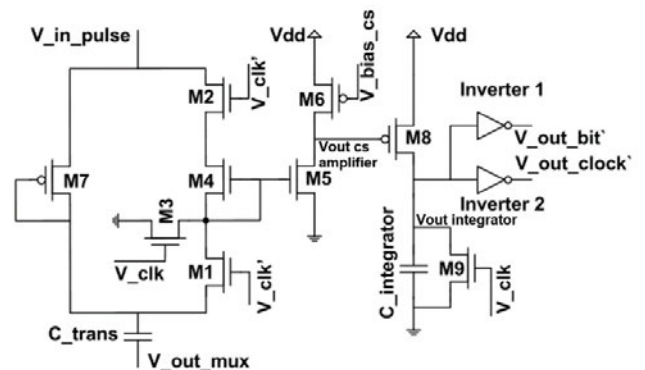 V_in_pulse
Vdd
V_bias_cs
Vdd
V_clk'
M2
M6
Inverter 1
M8
V_out_bit`
Vout cs
amplifier
V_out_clock`
M7
M4
M5
Inverter 2
M3
Vout integrator
V_clk
M1
V_clk'
C_integrator
M9
V_clk
C_trans
V_out_mux